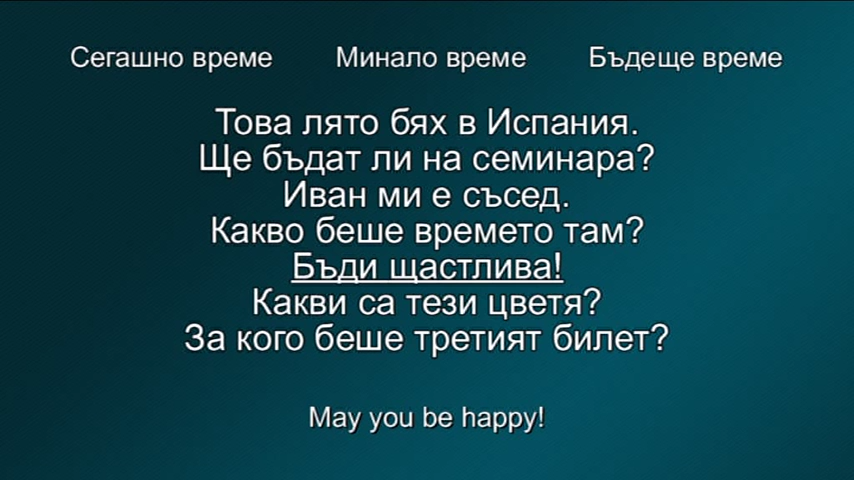 Сегашно време Минало време Бъдеще време
Това лято бях в Испания.
Ще бъдат ли на семинара?
Иван ми е съсед.
Какво беше времето там?
Бъди щастлива!
Какви са тези цветя?
За кого беше третият билет?
May you be happy!